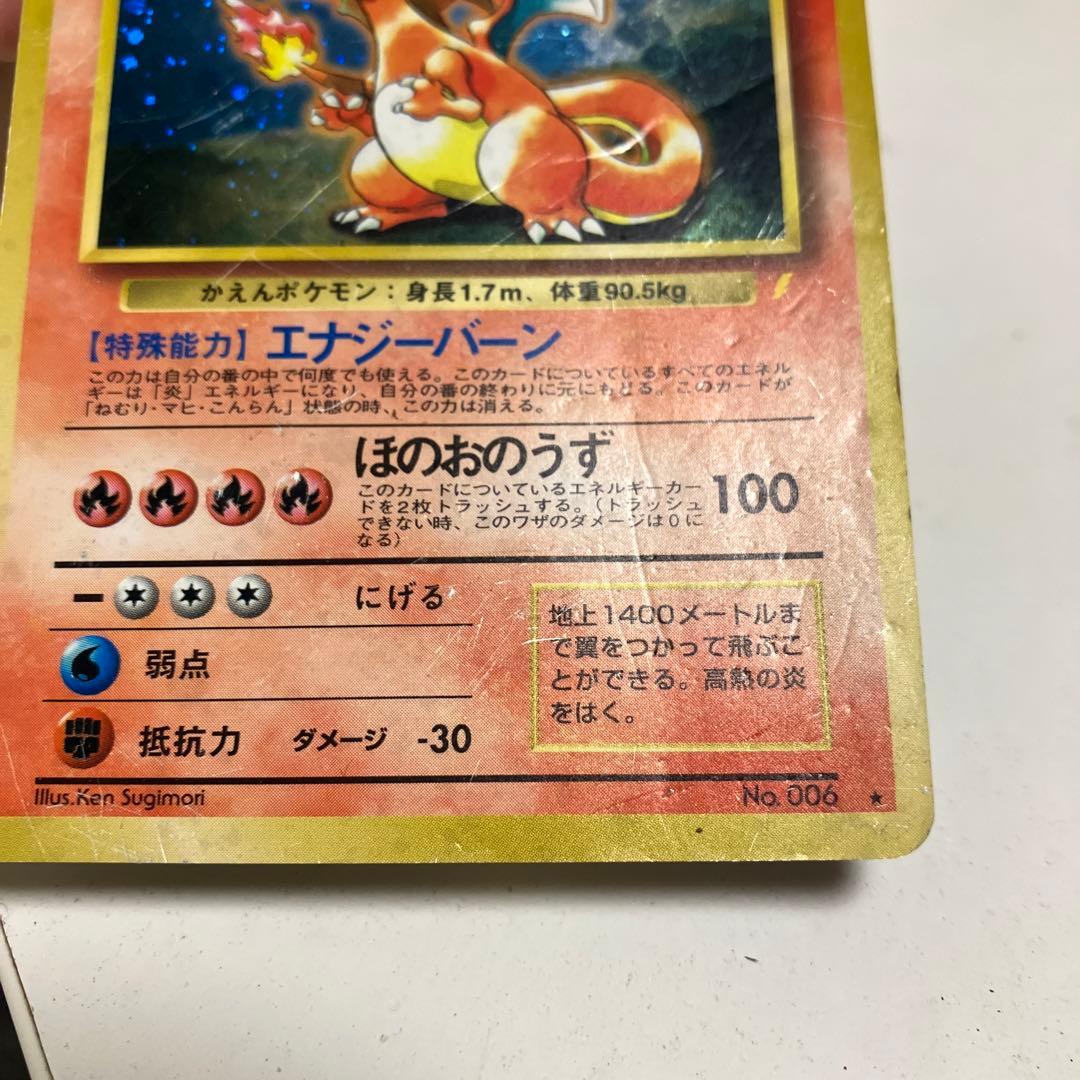 かえんポケモン：身長1.7m、体重90.5kg
【特殊能力】エナジーバーン
この力は自分の番の中で何度でも使える。このカードについているすべてのエネル
ギーは「炎」エネルギーになり、自分の番の終わりに元にもどる。このカードが
「ねむり・マヒ・こんらん」状態の時、この力は消える。
ほのおのうず
このカードについているエネルギーカー
ドを2枚トラッシュする。（トラッシュ
できない時、このワザのダメージは0に
なる）
100
にげる
弱点
抵抗力 ダメージ -30
地上1400メートルま
で翼をつかって飛ぶこ
とができる。高熱の炎
をはく。
Illus.Ken Sugimori
No. 006 ★